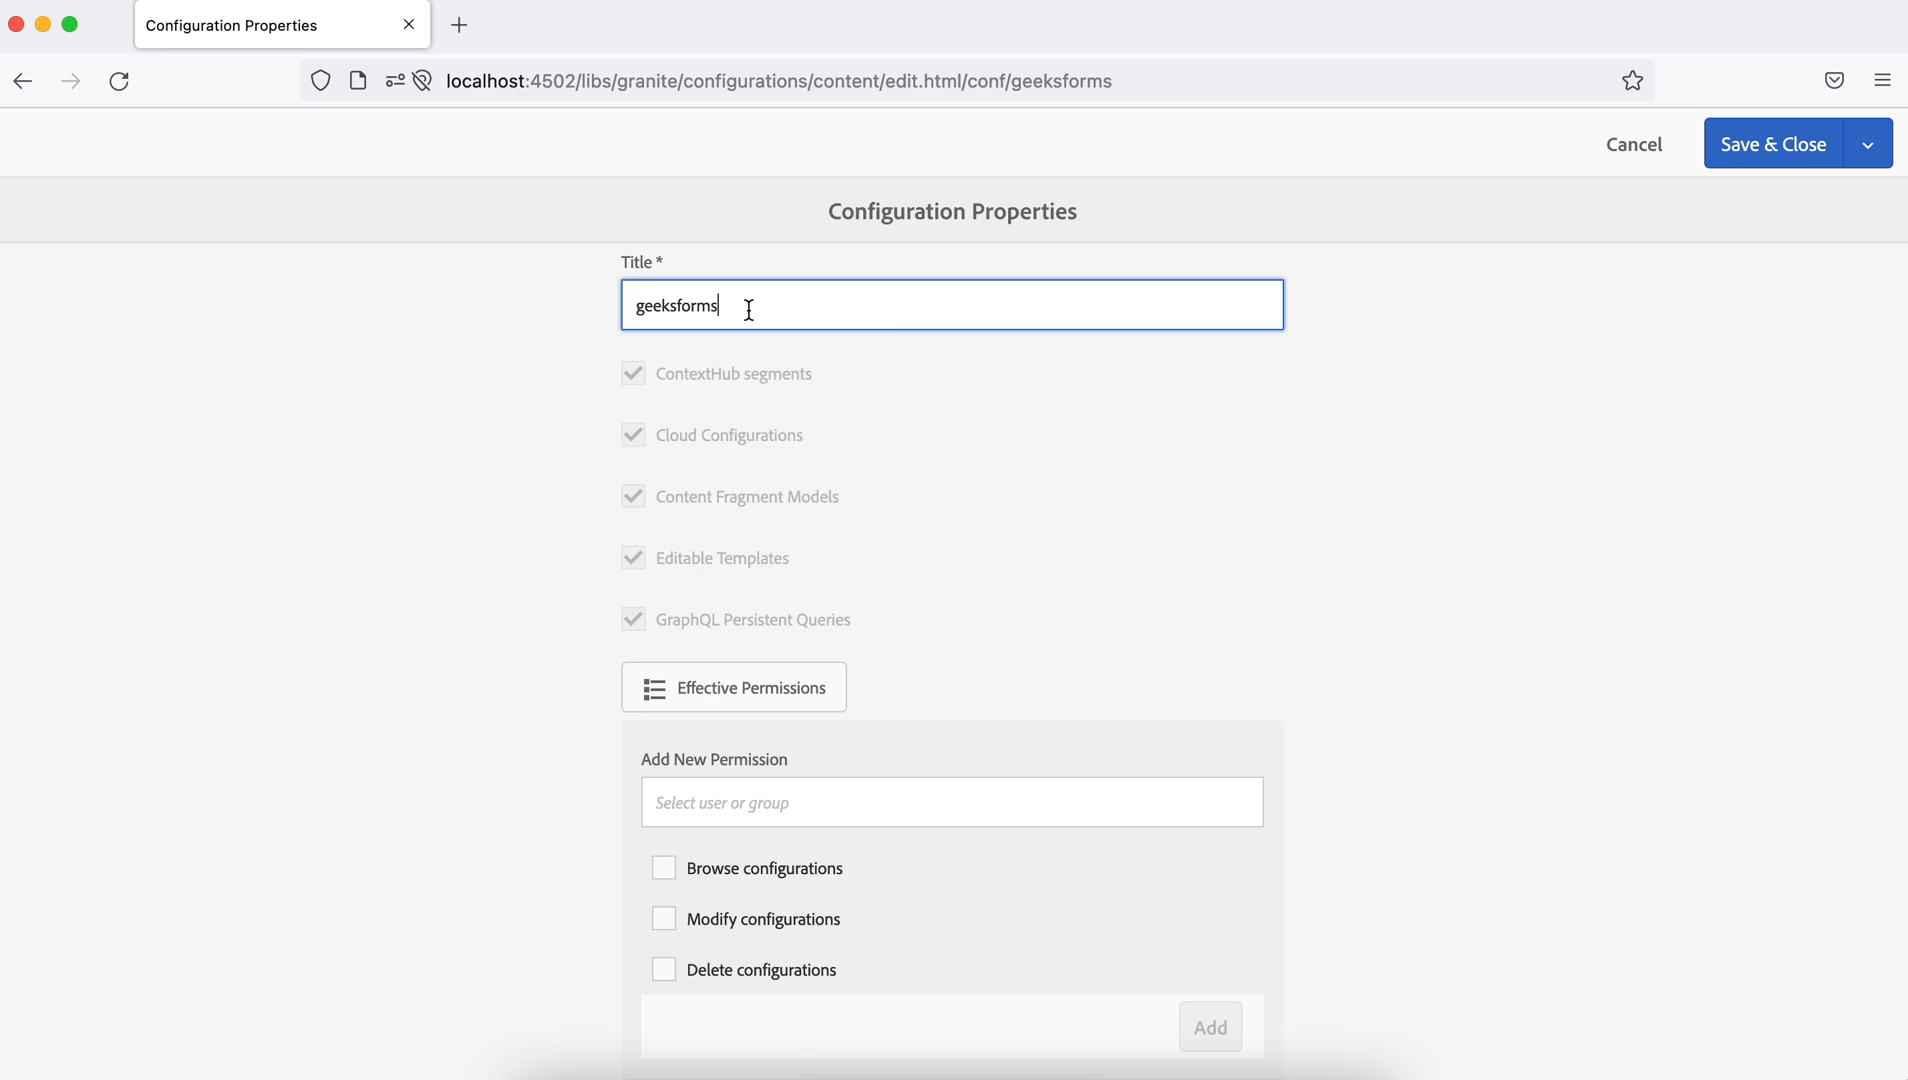 Configuration Properties
localhost:4502/libs/granite/configurations/content/edit.html/conf/geeksforms
Cancel
Save & Close
Configuration Properties
Title *
geeksforms
ContextHub segments
Cloud Configurations
Content Fragment Models
Editable Templates
GraphQL Persistent Queries
Effective Permissions
Add New Permission
Select user or group
Browse configurations
Modify configurations
Delete configurations
Add